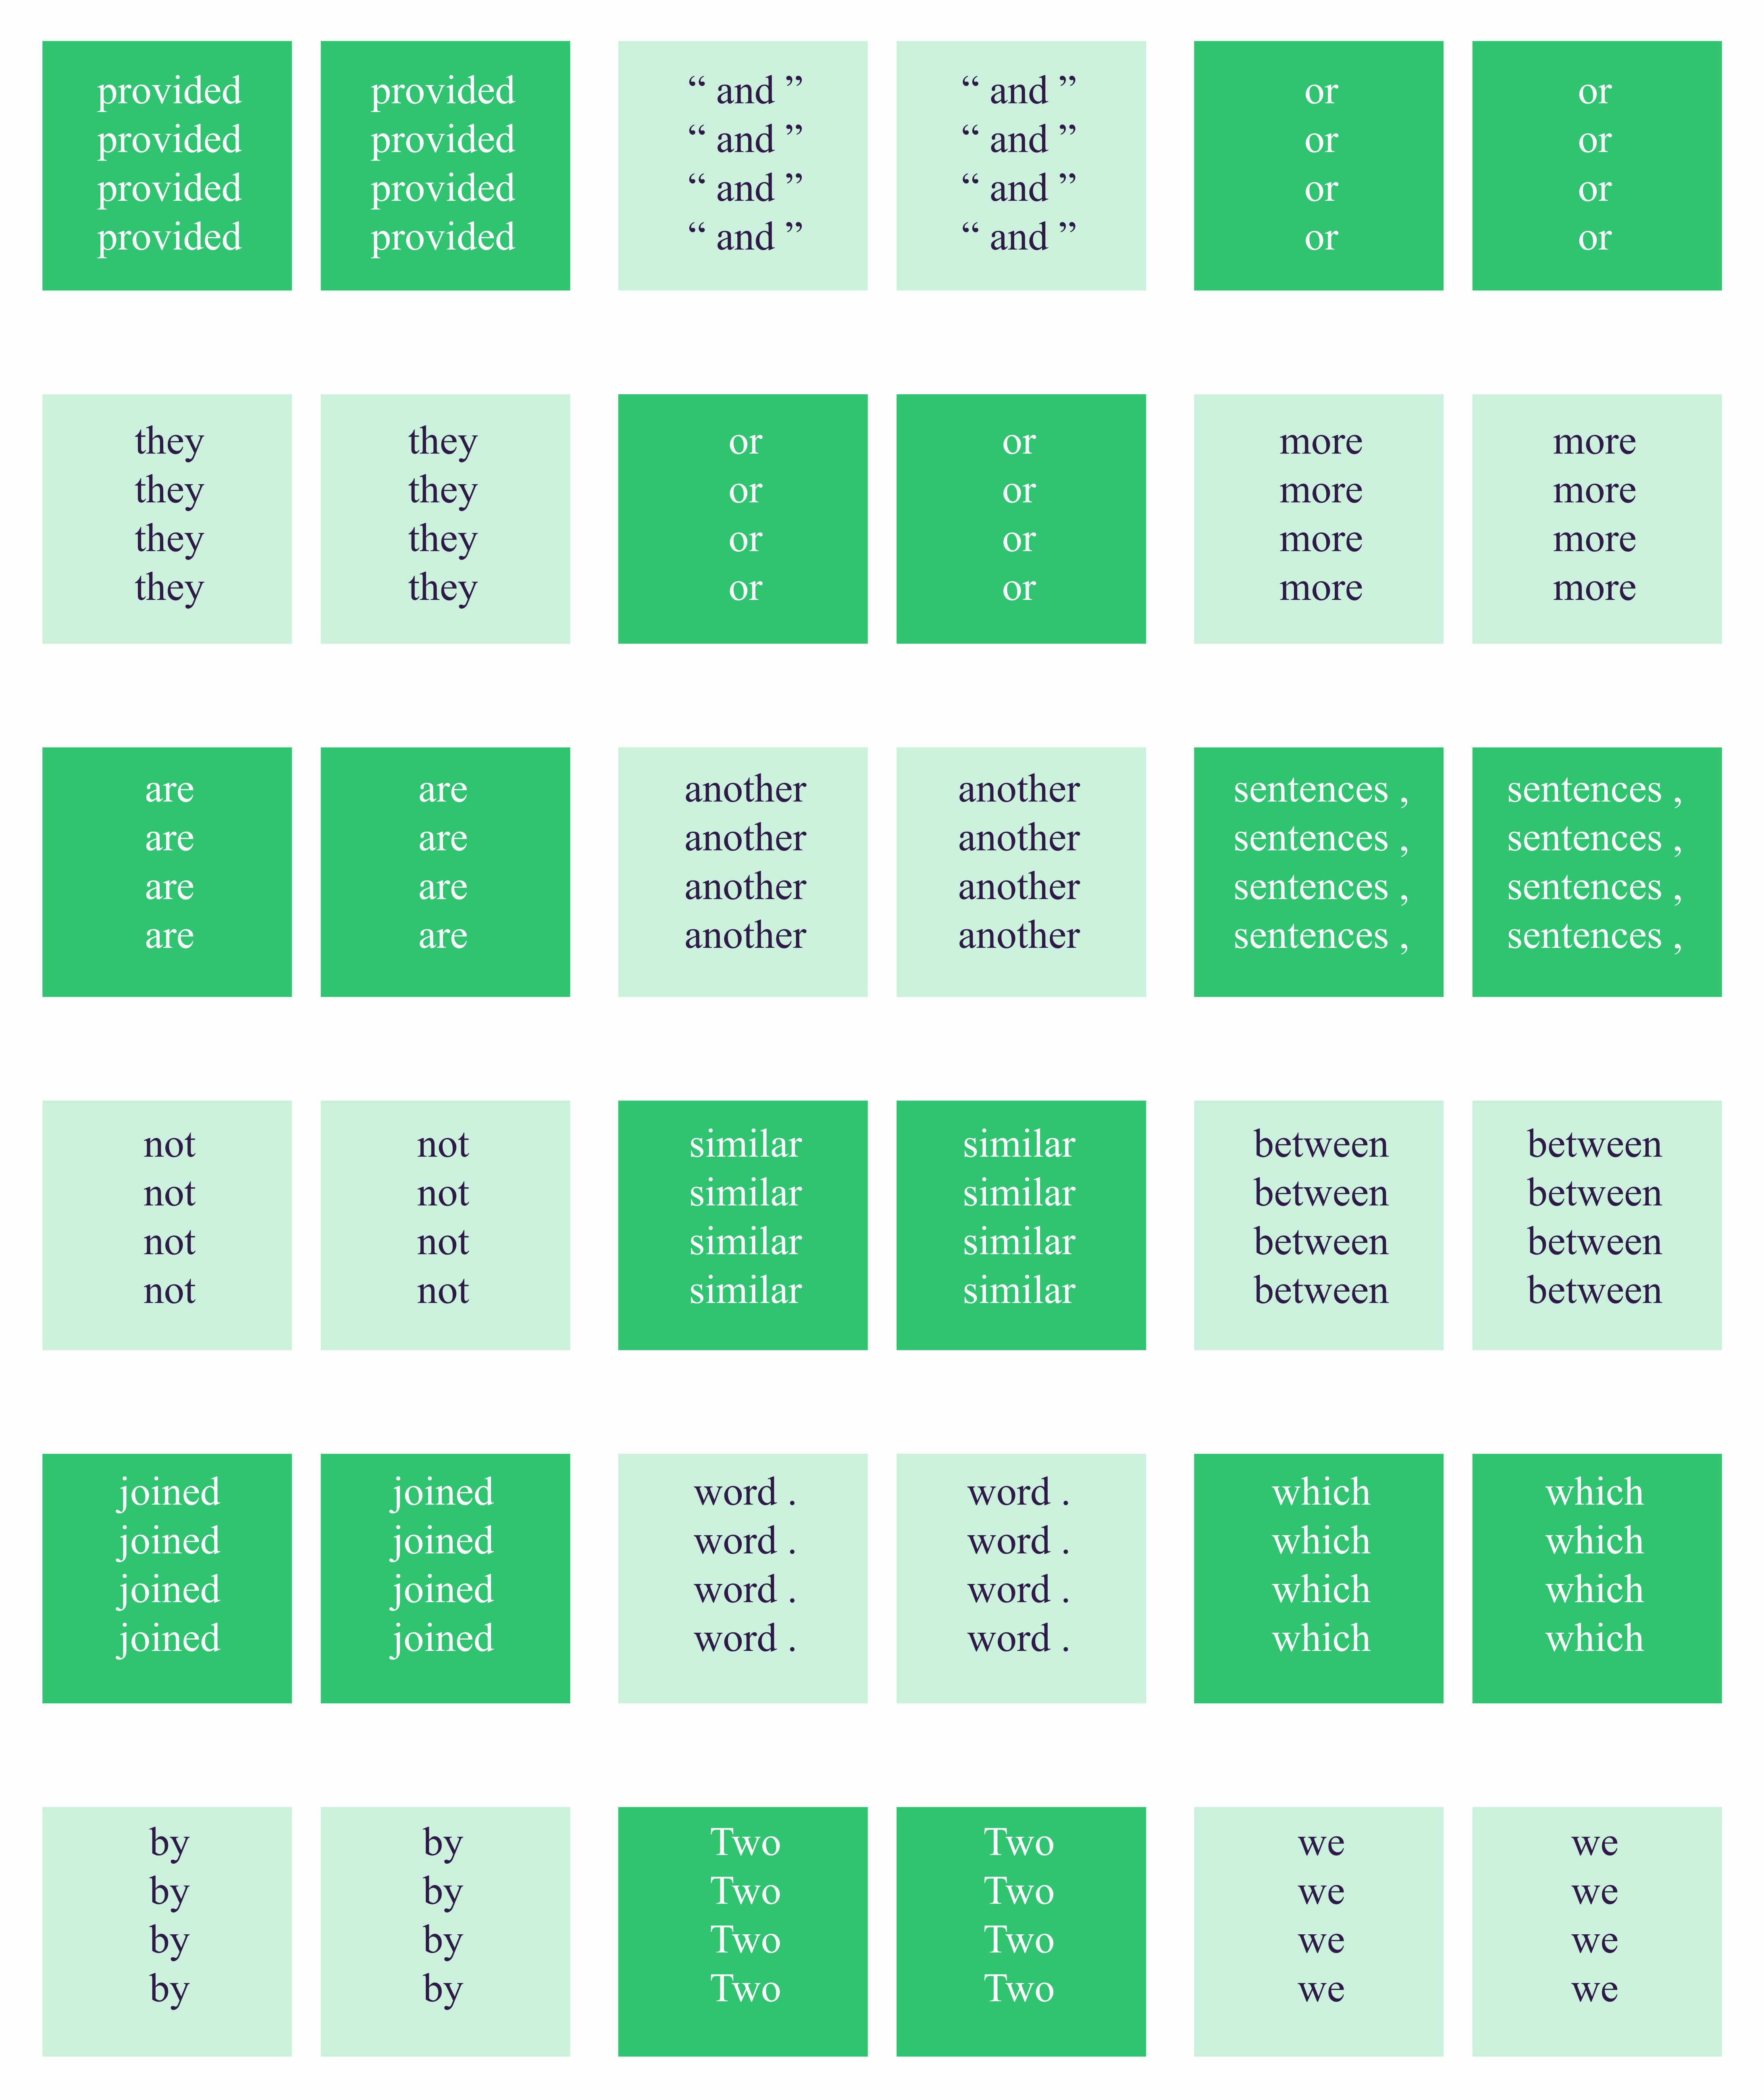 provided provided “ and ” “ and ” or or
provided provided “ and ” “ and ” or or
provided provided “ and ” “ and ” or or
provided provided “ and ” “ and ” or or
they they or or more more
they they or or more more
they they or or more more
they they or or more more
are are another another sentences , sentences ,
are are another another sentences , sentences ,
are are another another sentences , sentences ,
are are another another sentences , sentences ,
not not similar similar between between
not not similar similar between between
not not similar similar between between
not not similar similar between between
joined joined word . word . which which
joined joined word . word . which which
joined joined word . word . which which
joined joined word . word . which which
by by Two Two we we
by by Two Two we we
by by Two Two we we
by by Two Two we we